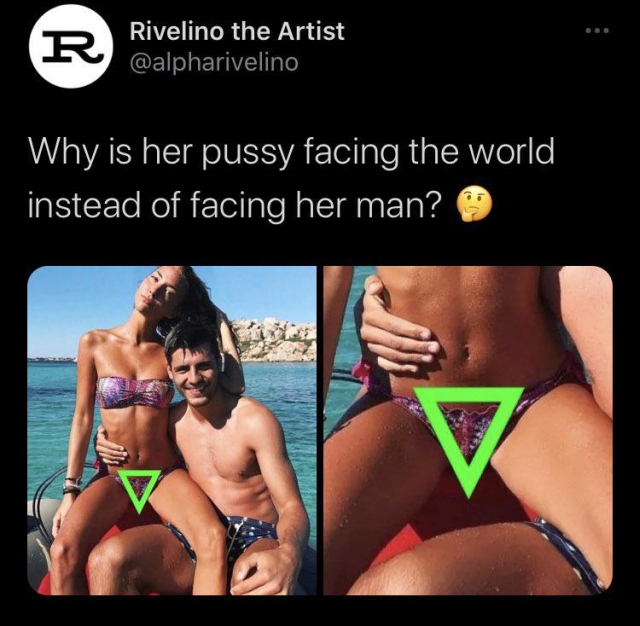 R
Rivelino the Artist
@alpharivelino
Why is her pussy facing the world
instead of facing her man? 🤔